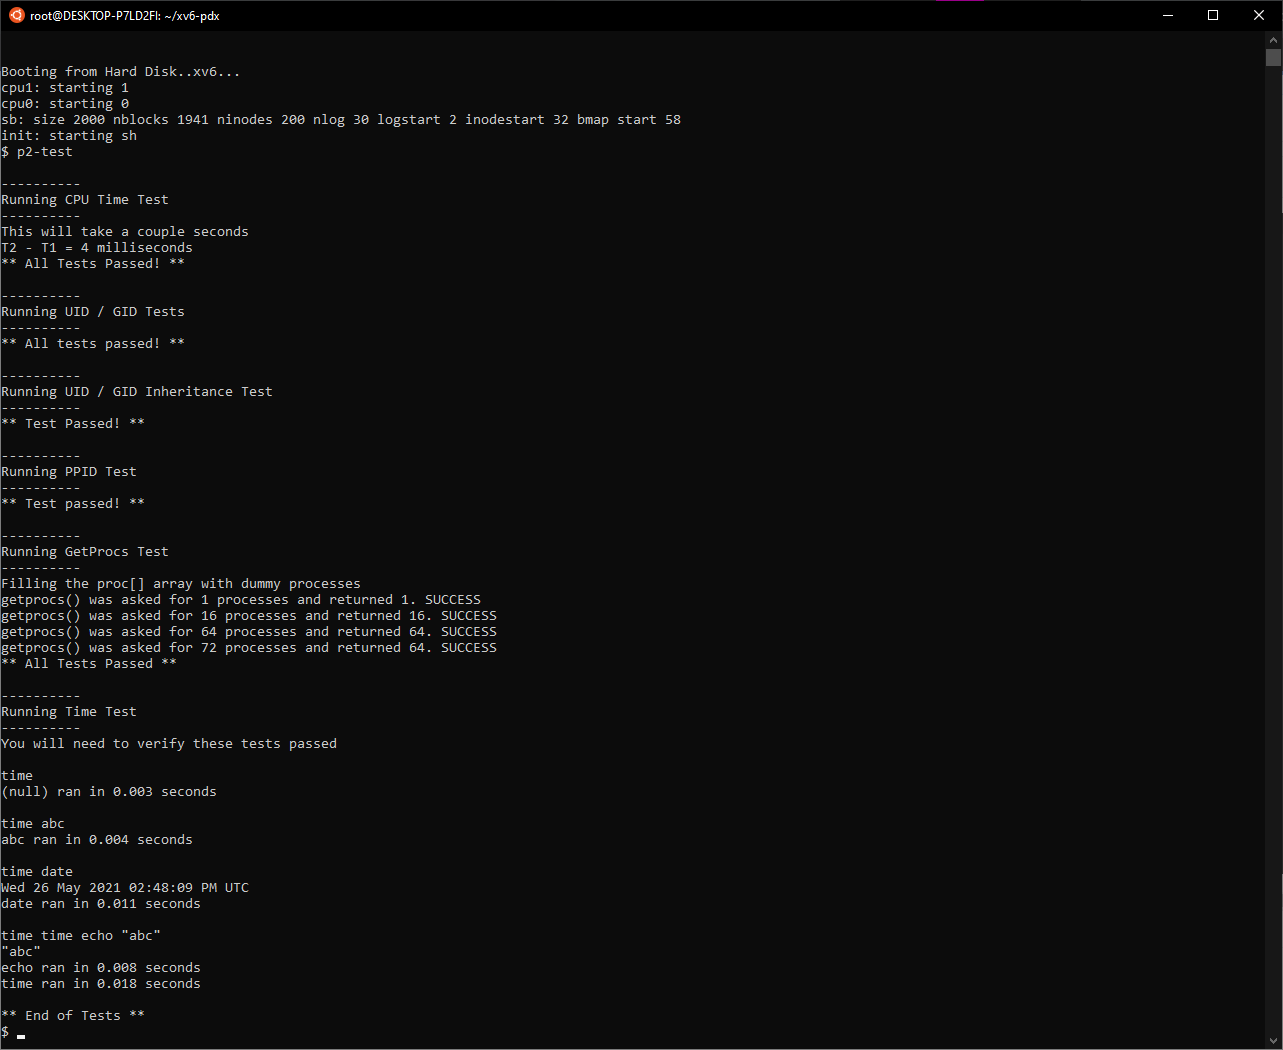 root@DESKTOP-P7LD2FI: ~/xv6-pdx
Booting from Hard Disk..xv6...
cpu1: starting 1
cpu0: starting 0
sb: size 2000 nblocks 1941 ninodes 200 nlog 30 logstart 2 inodestart 32 bmap start 58
init: starting sh
$ p2-test
----------
Running CPU Time Test
----------
This will take a couple seconds
T2 - T1 = 4 milliseconds
** All Tests Passed! **
----------
Running UID / GID Tests
----------
** All tests passed! **
----------
Running UID / GID Inheritance Test
----------
** Test Passed! **
----------
Running PPID Test
----------
** Test passed! **
----------
Running GetProcs Test
----------
Filling the proc[] array with dummy processes
getprocs() was asked for 1 processes and returned 1. SUCCESS
getprocs() was asked for 16 processes and returned 16. SUCCESS
getprocs() was asked for 64 processes and returned 64. SUCCESS
getprocs() was asked for 72 processes and returned 64. SUCCESS
** All Tests Passed **
----------
Running Time Test
----------
You will need to verify these tests passed
time
(null) ran in 0.003 seconds
time abc
abc ran in 0.004 seconds
time date
Wed 26 May 2021 02:48:09 PM UTC
date ran in 0.011 seconds
time time echo "abc"
"abc"
echo ran in 0.008 seconds
time ran in 0.018 seconds
** End of Tests **
$